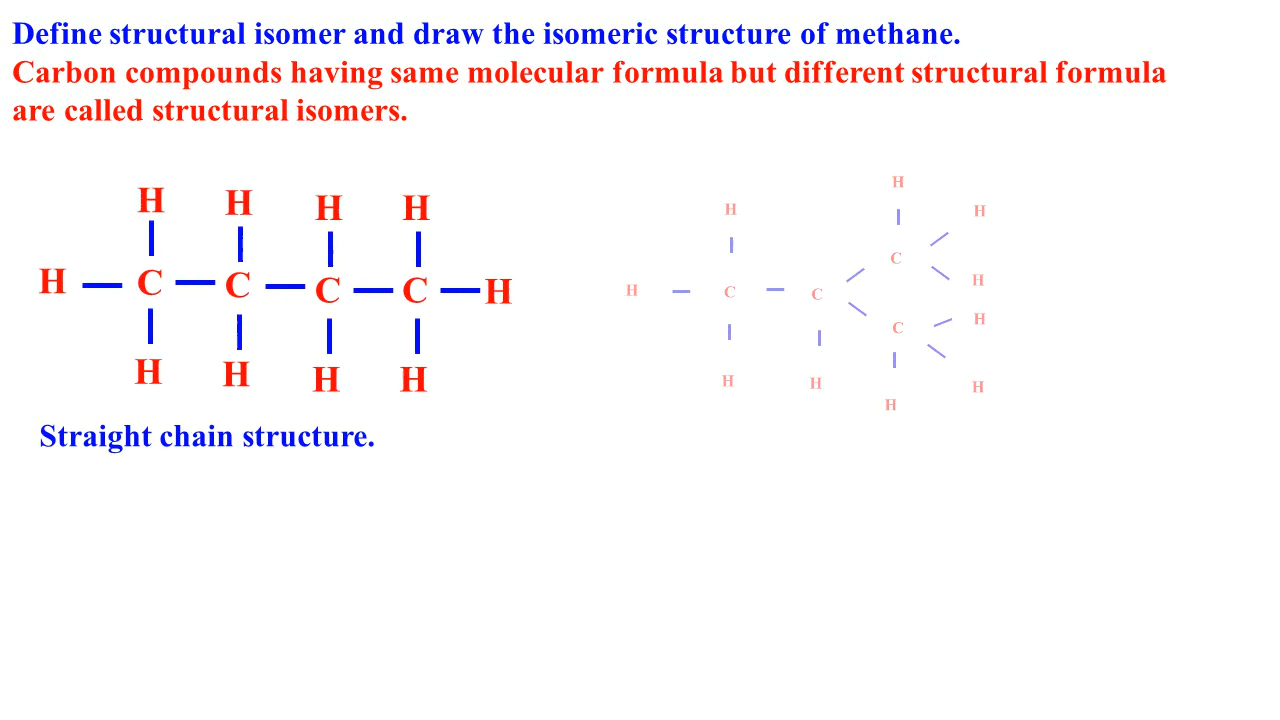 Define structural isomer and draw the isomeric structure of methane.
Carbon compounds having same molecular formula but different structural formula
are called structural isomers.
H H H H
H C C C C H
H H H H
H
H H
C
H C C H
H
C
H H H
H
Straight chain structure.